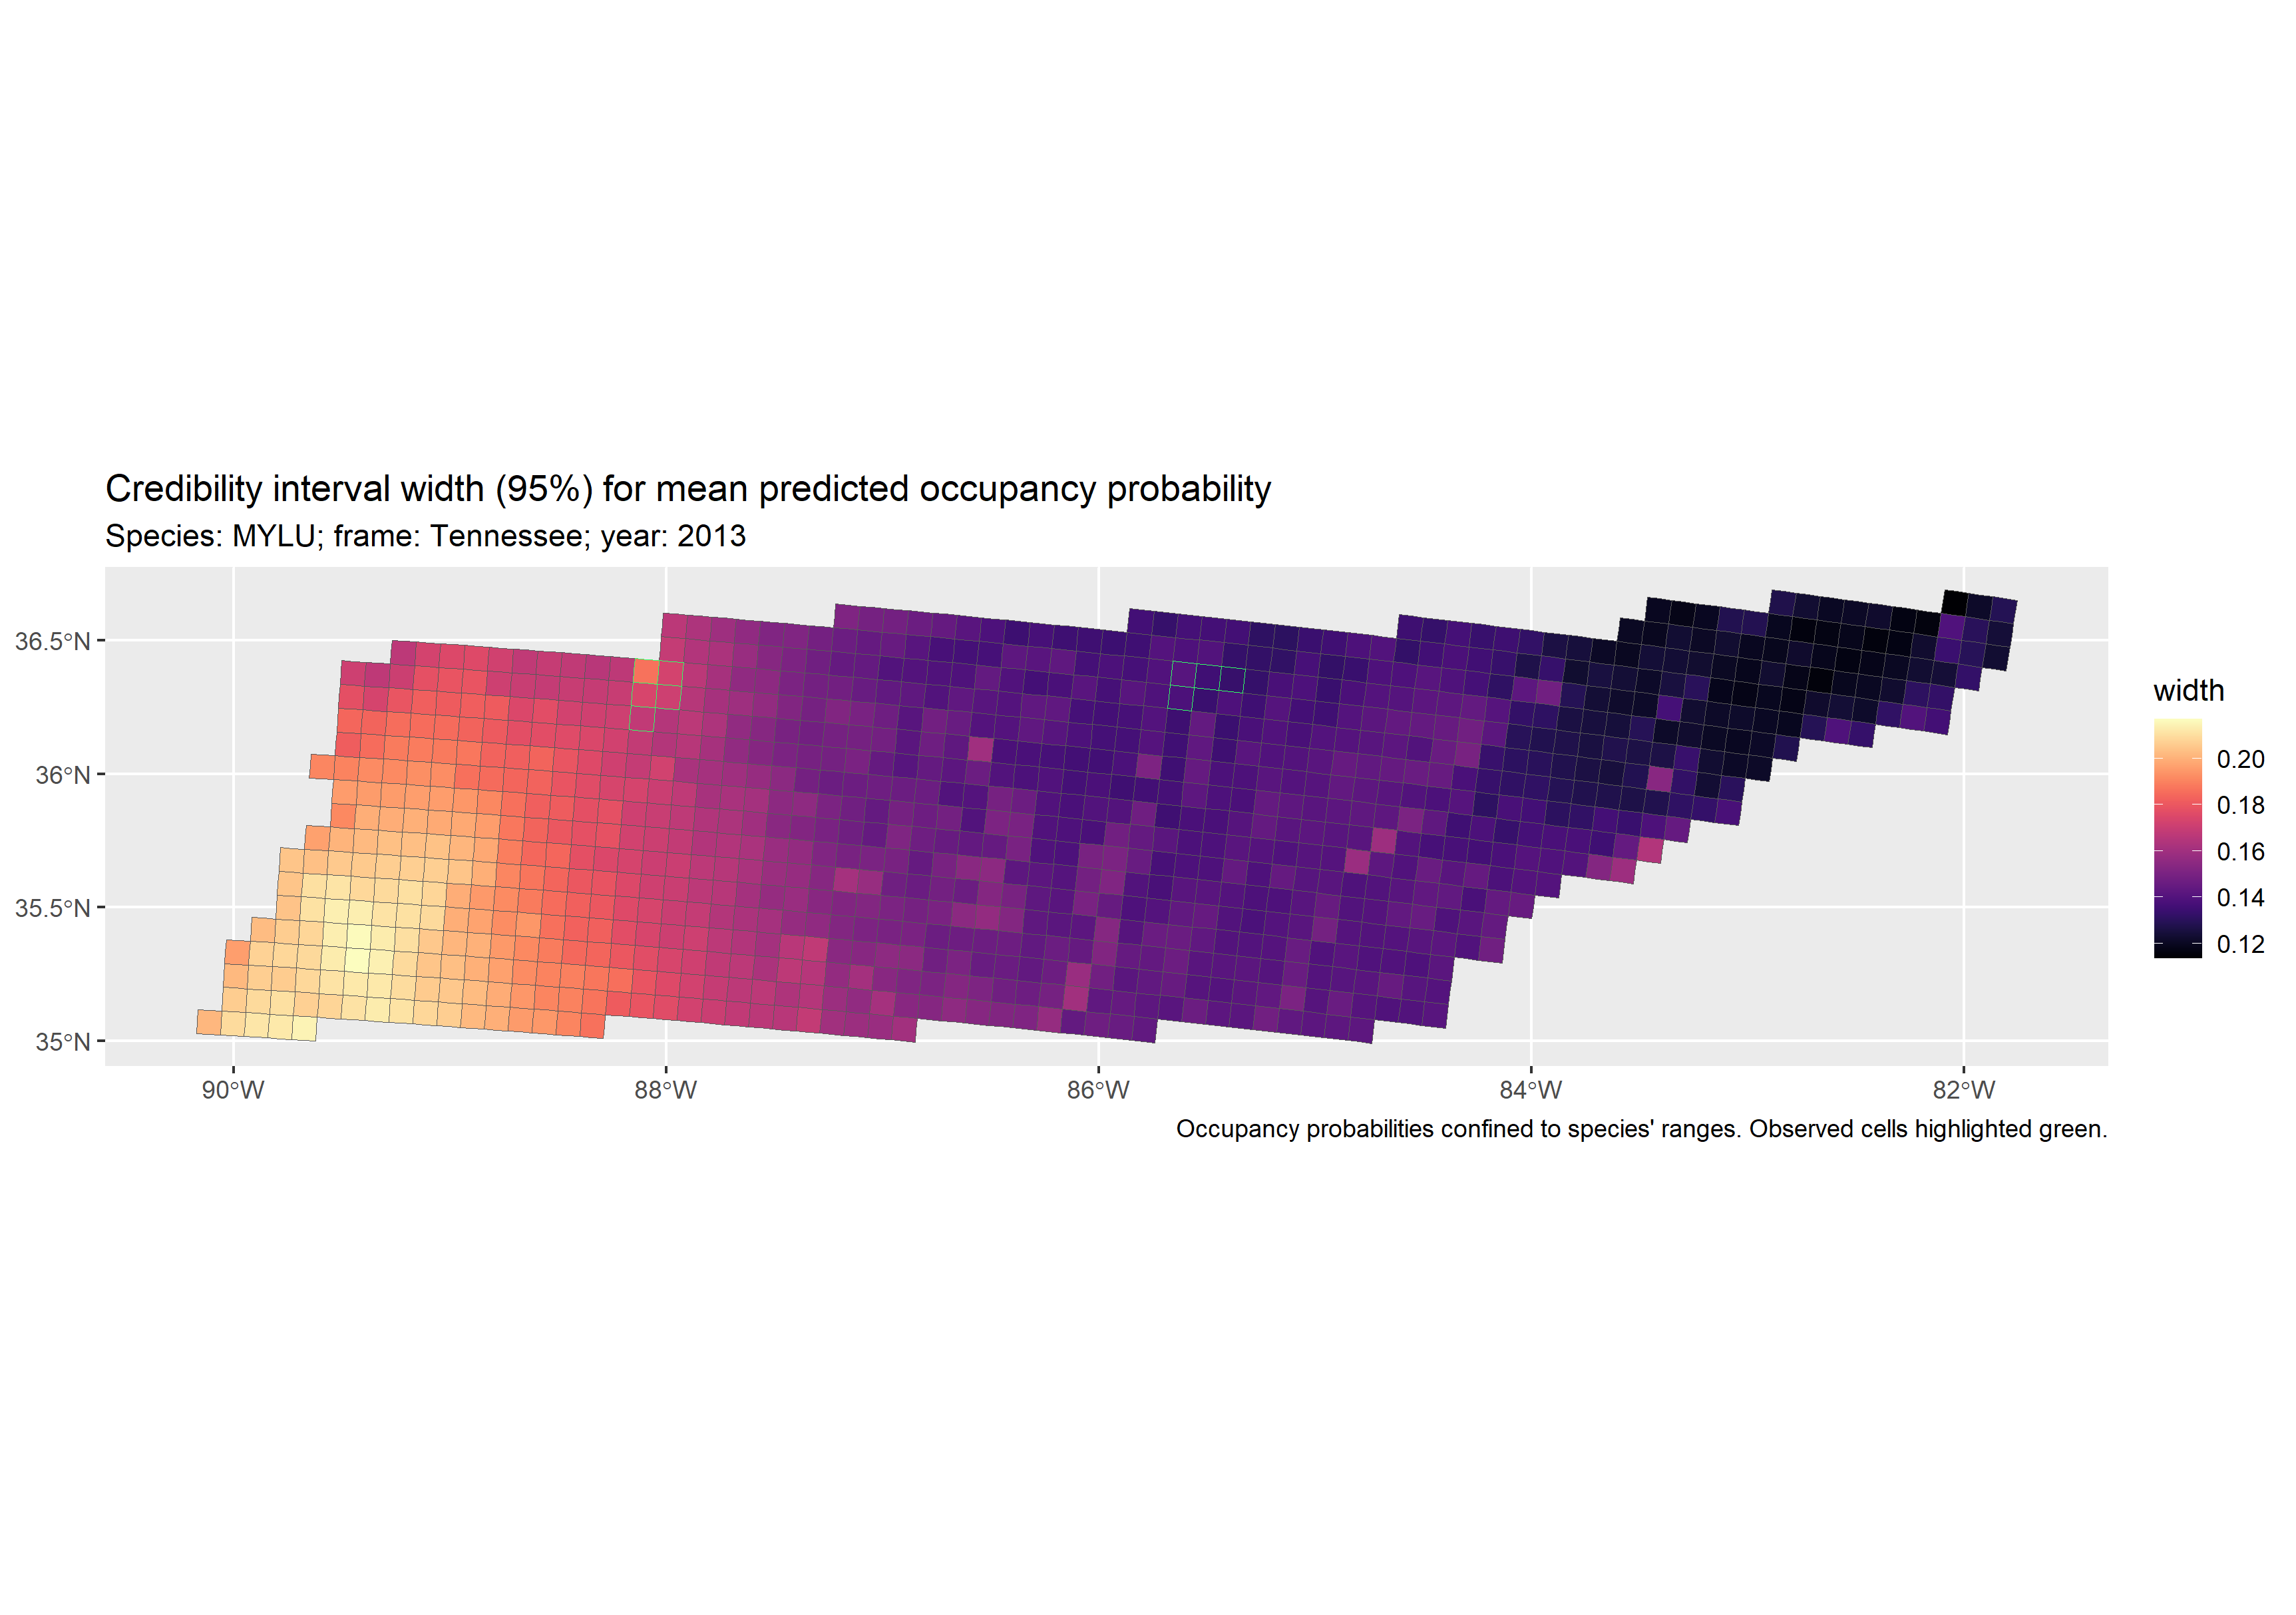 Credibility interval width (95%) for mean predicted occupancy probability
Species: MYLU; frame: Tennessee; year: 2013
36.5°N
36°N
35.5°N
35°N
90°W
88°W
86°W
84°W
82°W
width
0.20
0.18
0.16
0.14
0.12
Occupancy probabilities confined to species' ranges. Observed cells highlighted green.